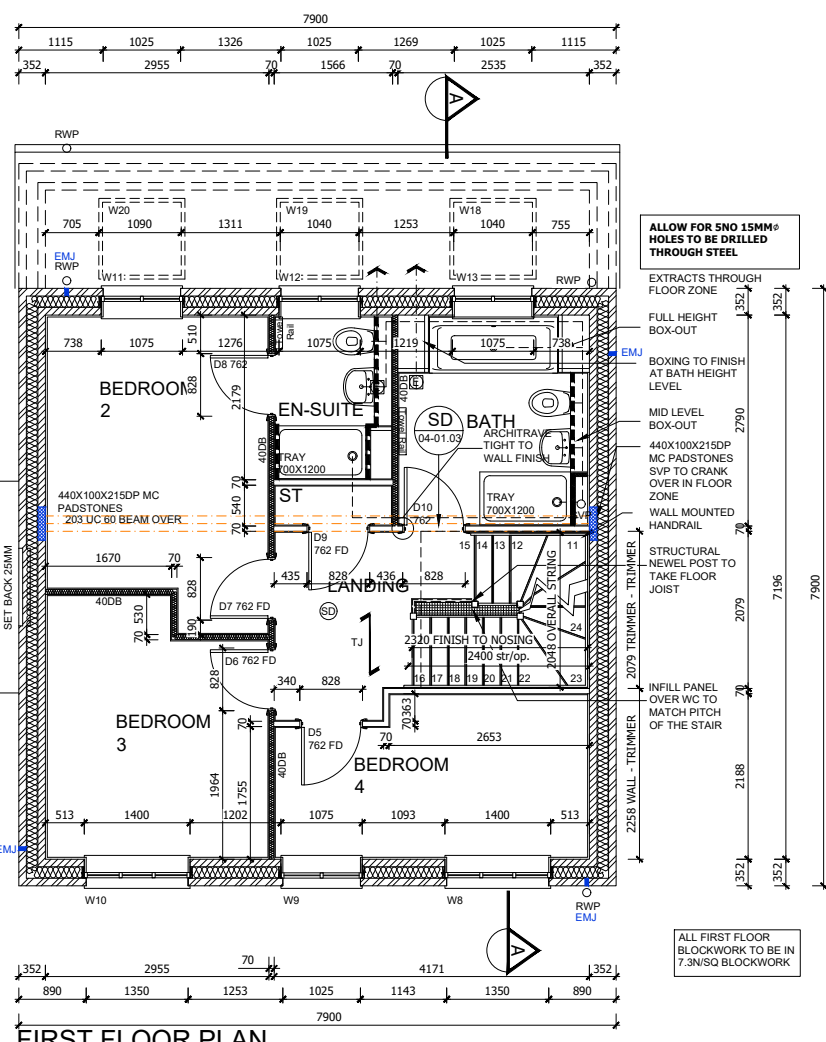 7900
1115 1025 1326 1025 1269 1025 1115
352 2955 70 1566 70 2535 352
A
RWP
W20 W19 W18
705 1090 1311 1040 1253 1040 755
EMJ
RWP
W11 W12 W13 RWP
ALLOW FOR 5NO 15MMØ
HOLES TO BE DRILLED
THROUGH STEEL
EXTRACTS THROUGH
FLOOR ZONE
FULL HEIGHT
BOX-OUT
EMJ
BOXING TO FINISH
AT BATH HEIGHT
LEVEL
MID LEVEL
BOX-OUT
440X100X215DP
MC PADSTONES
SVP TO CRANK
OVER IN FLOOR
ZONE
WALL MOUNTED
HANDRAIL
STRUCTURAL
NEWEL POST TO
TAKE FLOOR
JOIST
INFILL PANEL
OVER WC TO
MATCH PITCH
OF THE STAIR
352 352
2790
70
2079
70
2188
352 352
7196
7900
2079 TRIMMER - TRIMMER
2258 WALL - TRIMMER
738 1075 1276 1075 1219 1075 738
510
828
2179
D8 762
Towel
Rail
BEDROOM
2
EN-SUITE
TRAY
700X1200
40DB
40DB
Towel Rail
SD
04-01.03
BATH
ARCHITRAVE
TIGHT TO
WALL FINISH
TRAY
700X1200
70
540
70
ST
440X100X215DP MC
PADSTONES
203 UC 60 BEAM OVER
D10
762
D9
762 FD
15 14 13 12 11
1670 70
435 828 436 828
LANDING
SD
828
190
D7 762 FD
40DB
530
70
24
2320 FINISH TO NOSING
2400 str/op.
2048 OVERALL STRING
TJ
16 17 18 19 20 21 22 23
D6 762 FD
828
340 828
70
363
70
70 2653
D5
762 FD
40DB
BEDROOM
3
BEDROOM
4
1964
1755
513 1400 1202 1075 1093 1400 513
SET BACK 25MM
EMJ
W10 W9 W8
RWP
EMJ
A
ALL FIRST FLOOR
BLOCKWORK TO BE IN
7.3N/SQ BLOCKWORK
352 2955 70 4171 352
890 1350 1253 1025 1143 1350 890
7900
FIRST FLOOR PLAN